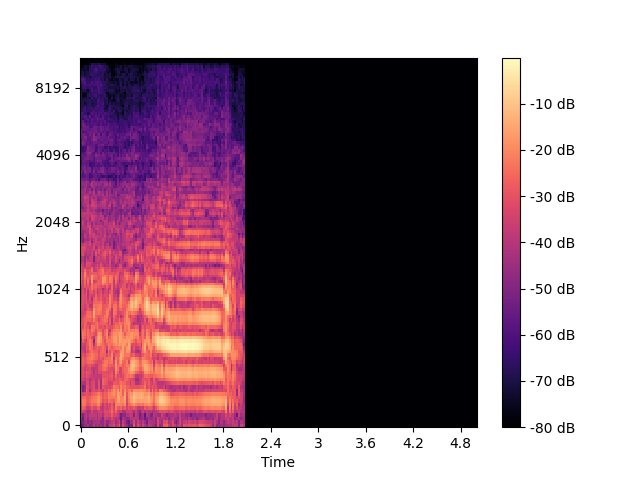 8192
4096
2048
1024
512
0
Hz
0 0.6 1.2 1.8 2.4 3 3.6 4.2 4.8
Time
-10 dB
-20 dB
-30 dB
-40 dB
-50 dB
-60 dB
-70 dB
-80 dB